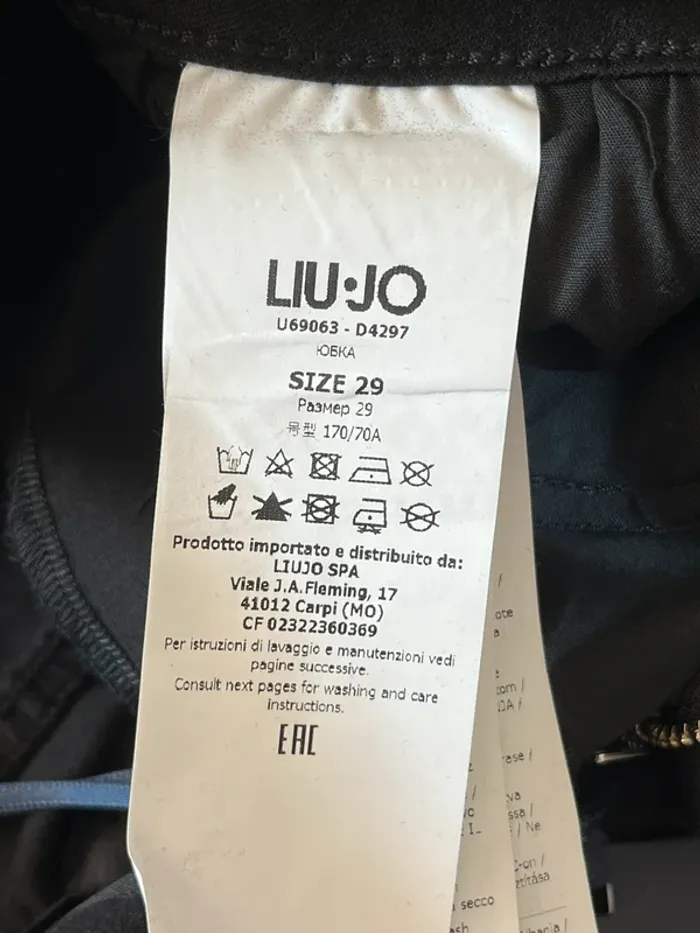 LIU·JO
U69063 - D4297
ЮБКА
SIZE 29
Размер 29
号型 170/70A
Prodotto importato e distribuito da:
LIUJO SPA
Viale J.A.Fleming, 17
41012 Carpi (MO)
CF 02322360369
Per istruzioni di lavaggio e manutenzioni vedi
pagine successive.
Consult next pages for washing and care
instructions.
EAC
/ Ne
secco